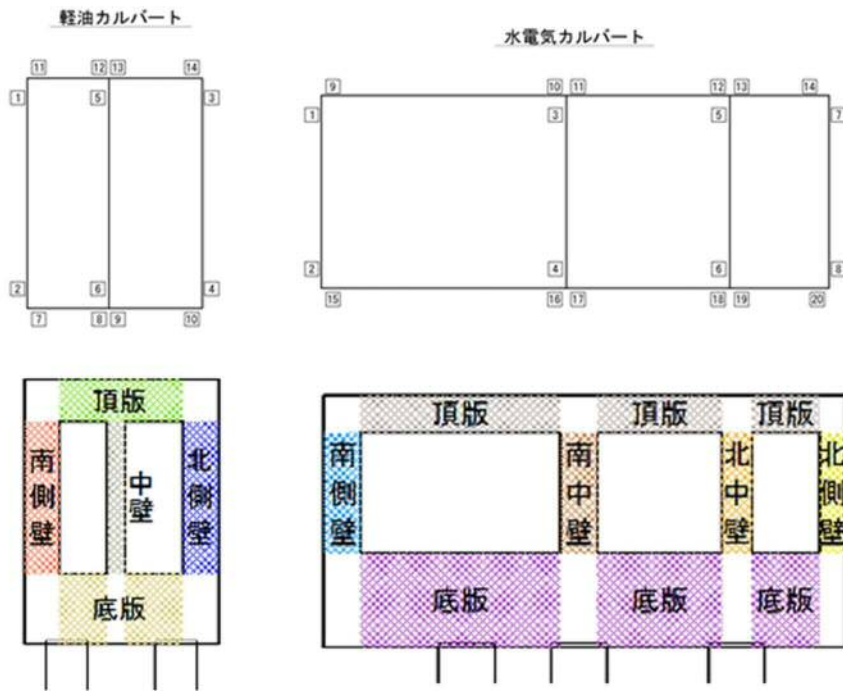 軽油カルバート
11 12 13 14
1 5 3
2 6 4
7 8 9 10
水電気カルバート
9 10 11 12 13 14
1 3 5 7
2 4 6 8
15 16 17 18 19 20
頂版
南側壁
中壁
北側壁
底版
頂版 頂版 頂版
南側壁
南中壁
北中壁
北側壁
底版 底版 底版